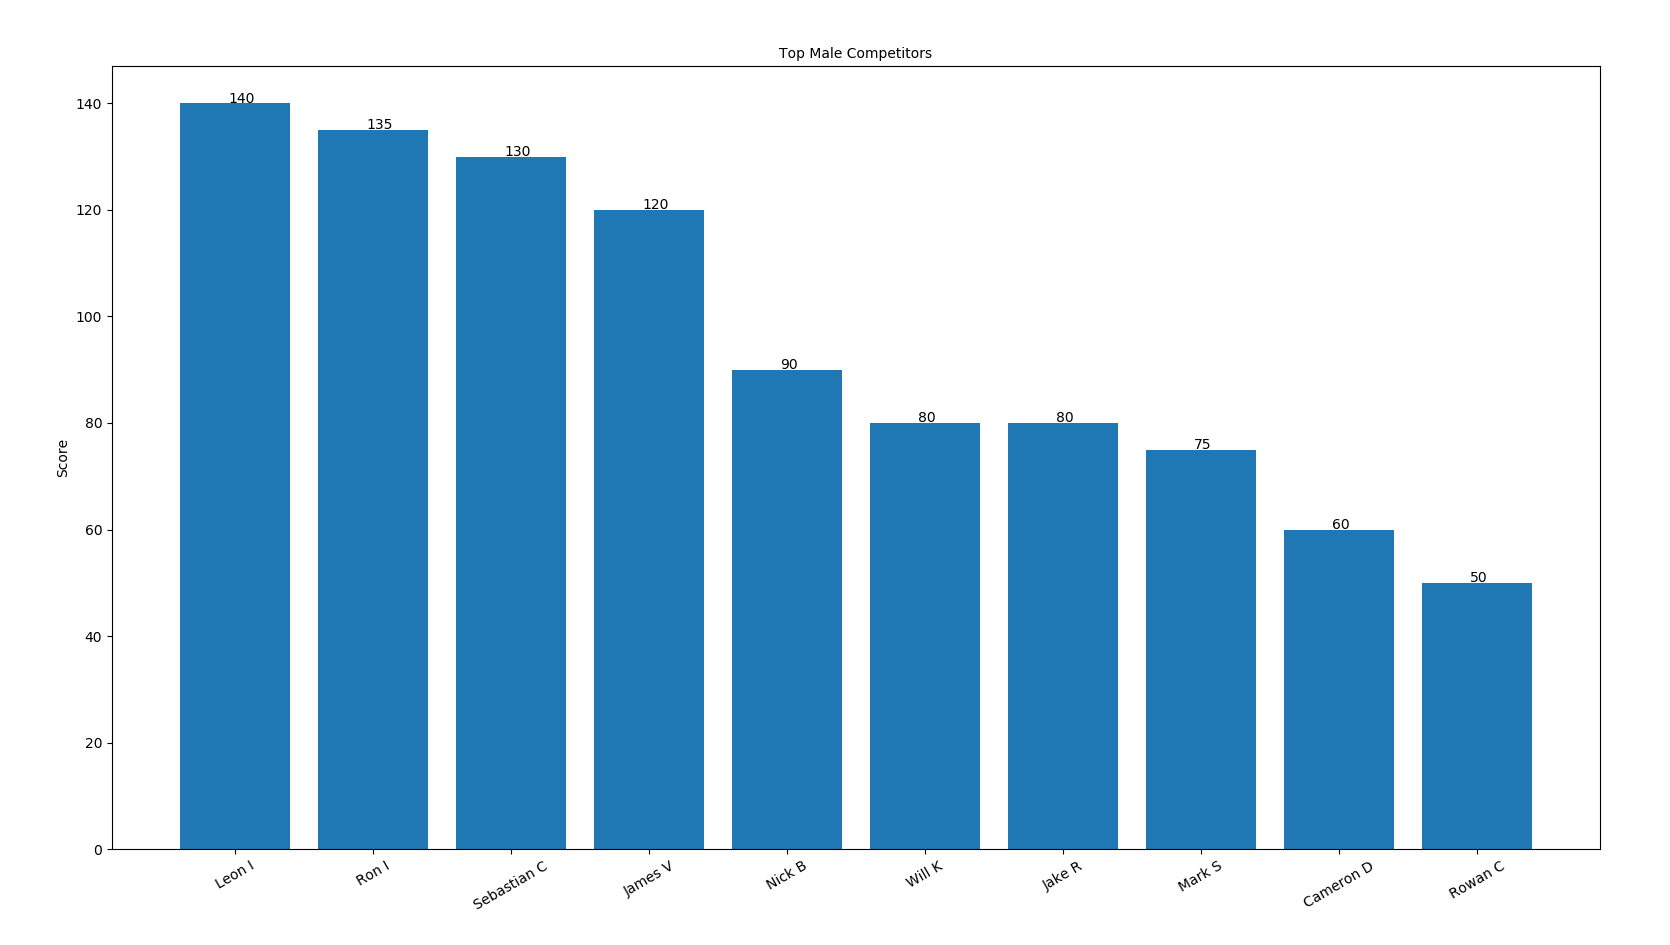 Top Male Competitors
Score
140
120
100
80
60
40
20
0
140
135
130
120
90
80
80
75
60
50
Leon I
Ron I
Sebastian C
James V
Nick B
Will K
Jake R
Mark S
Cameron D
Rowan C